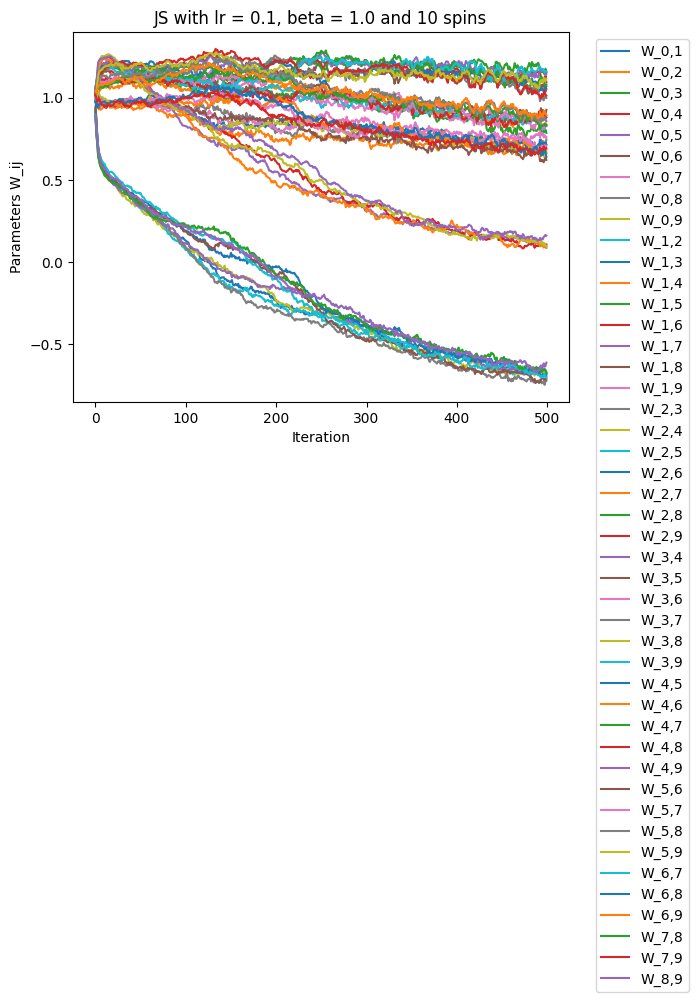 JS with lr = 0.1, beta = 1.0 and 10 spins
Parameters W_ij
1.0
0.5
0.0
−0.5
0
100
200
300
400
500
Iteration
W_0,1
W_0,2
W_0,3
W_0,4
W_0,5
W_0,6
W_0,7
W_0,8
W_0,9
W_1,2
W_1,3
W_1,4
W_1,5
W_1,6
W_1,7
W_1,8
W_1,9
W_2,3
W_2,4
W_2,5
W_2,6
W_2,7
W_2,8
W_2,9
W_3,4
W_3,5
W_3,6
W_3,7
W_3,8
W_3,9
W_4,5
W_4,6
W_4,7
W_4,8
W_4,9
W_5,6
W_5,7
W_5,8
W_5,9
W_6,7
W_6,8
W_6,9
W_7,8
W_7,9
W_8,9